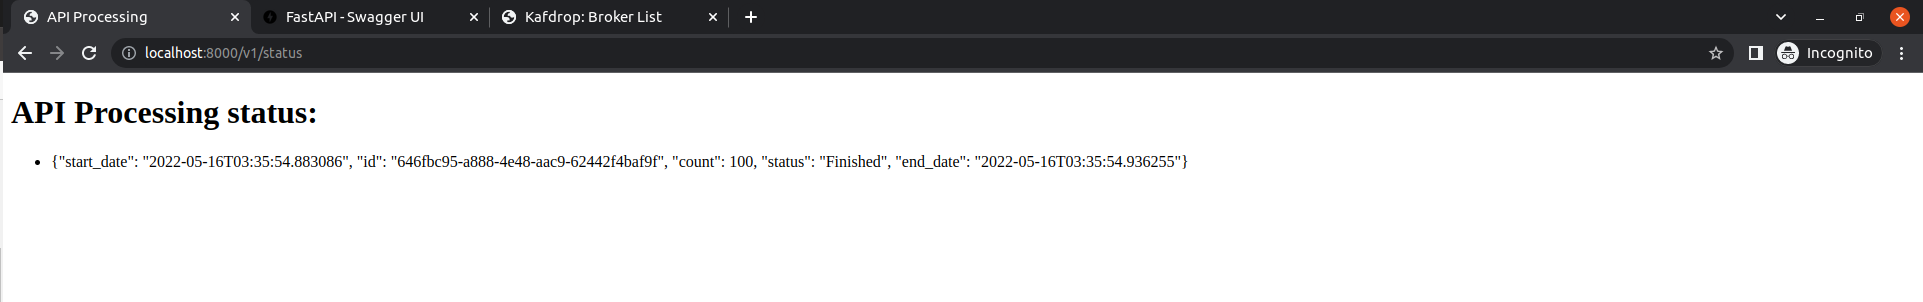 API Processing
FastAPI - Swagger UI
Kafdrop: Broker List
localhost:8000/v1/status
Incognito
API Processing status:
{"start_date": "2022-05-16T03:35:54.883086", "id": "646fbc95-a888-4e48-aac9-62442f4baf9f", "count": 100, "status": "Finished", "end_date": "2022-05-16T03:35:54.936255"}